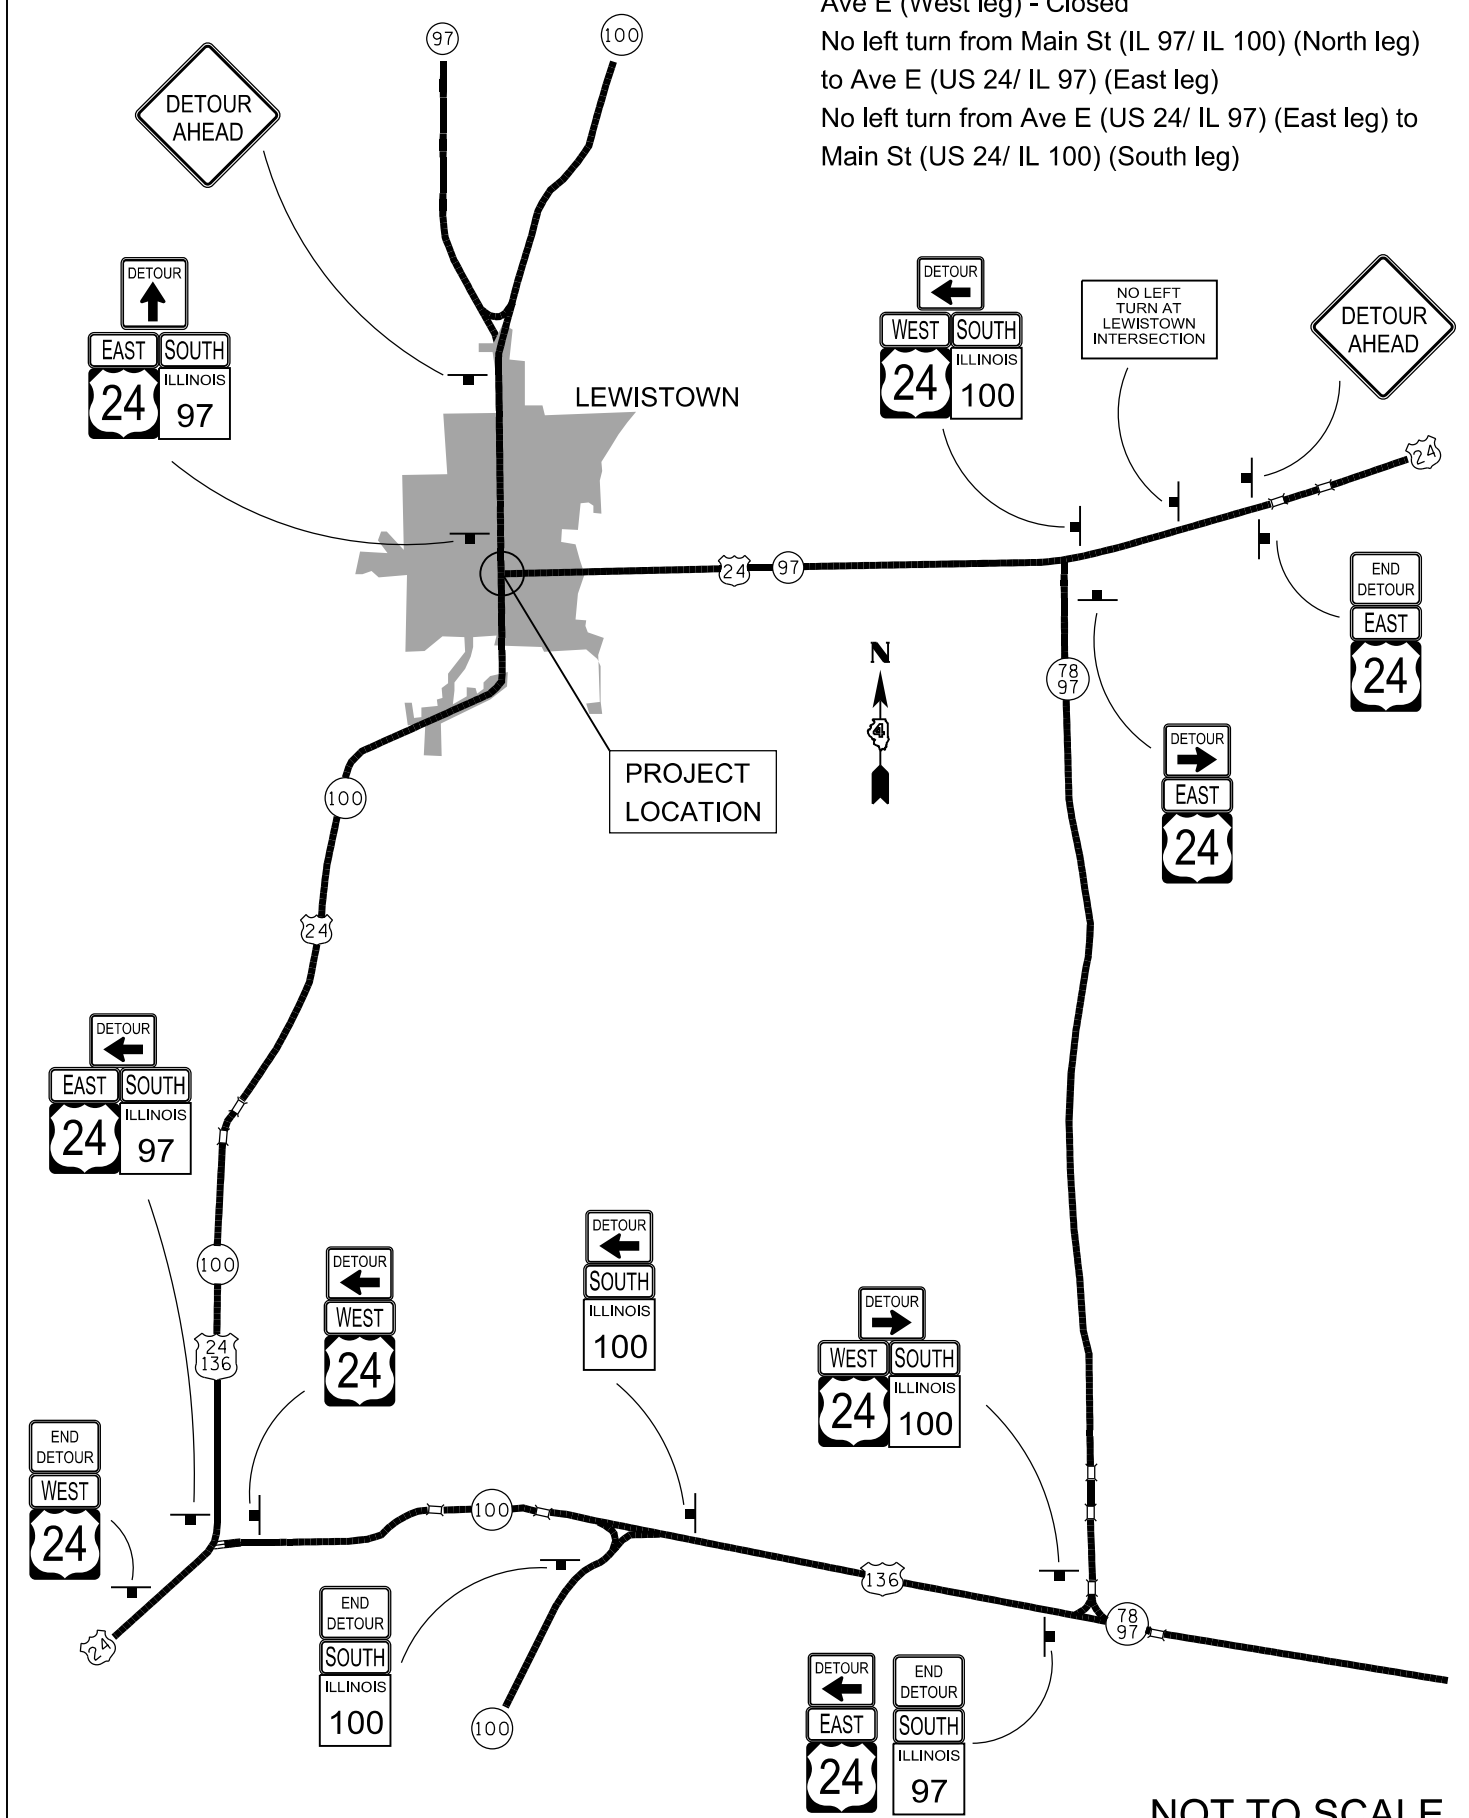 Ave E (West leg) - Closed
No left turn from Main St (IL 97/ IL 100) (North leg)
to Ave E (US 24/ IL 97) (East leg)
No left turn from Ave E (US 24/ IL 97) (East leg) to
Main St (US 24/ IL 100) (South leg)
97
100
DETOUR
AHEAD
DETOUR
EAST SOUTH
24 ILLINOIS 97
LEWISTOWN
DETOUR
WEST SOUTH
24 ILLINOIS 100
NO LEFT
TURN AT
LEWISTOWN
INTERSECTION
DETOUR
AHEAD
24
24
97
END
DETOUR
EAST
24
78
97
N
4
DETOUR
EAST
24
PROJECT
LOCATION
100
24
DETOUR
EAST SOUTH
24 ILLINOIS 97
100
24
136
DETOUR
WEST
24
DETOUR
SOUTH
ILLINOIS
100
DETOUR
WEST SOUTH
24 ILLINOIS 100
END
DETOUR
WEST
24
24
100
END
DETOUR
SOUTH
ILLINOIS
100
100
136
78
97
DETOUR
EAST
24
END
DETOUR
SOUTH
ILLINOIS
97
NOT TO SCALE